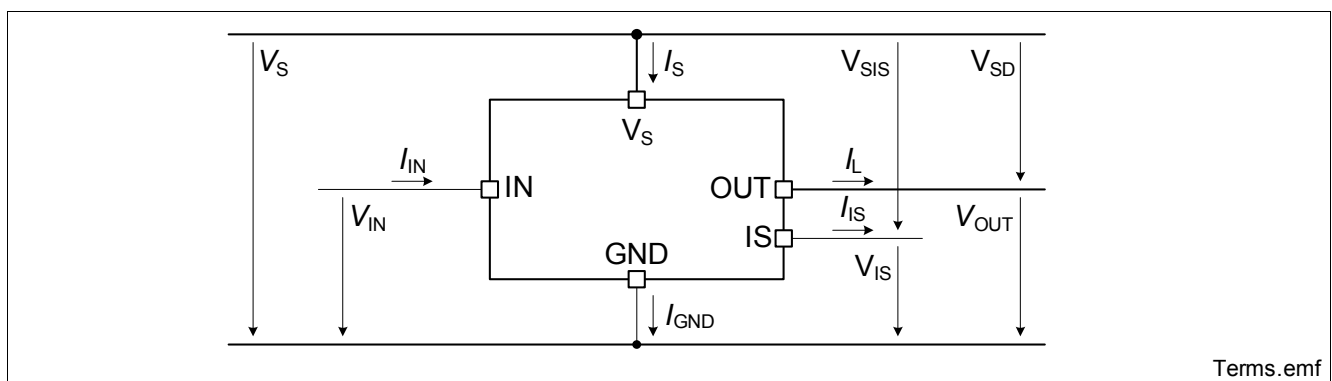 VS
IS
VSIS
VSD
VS
IIN
IN
OUT
IL
VIN
IS
IIS
VOUT
GND
VIS
IGND
Terms.emf